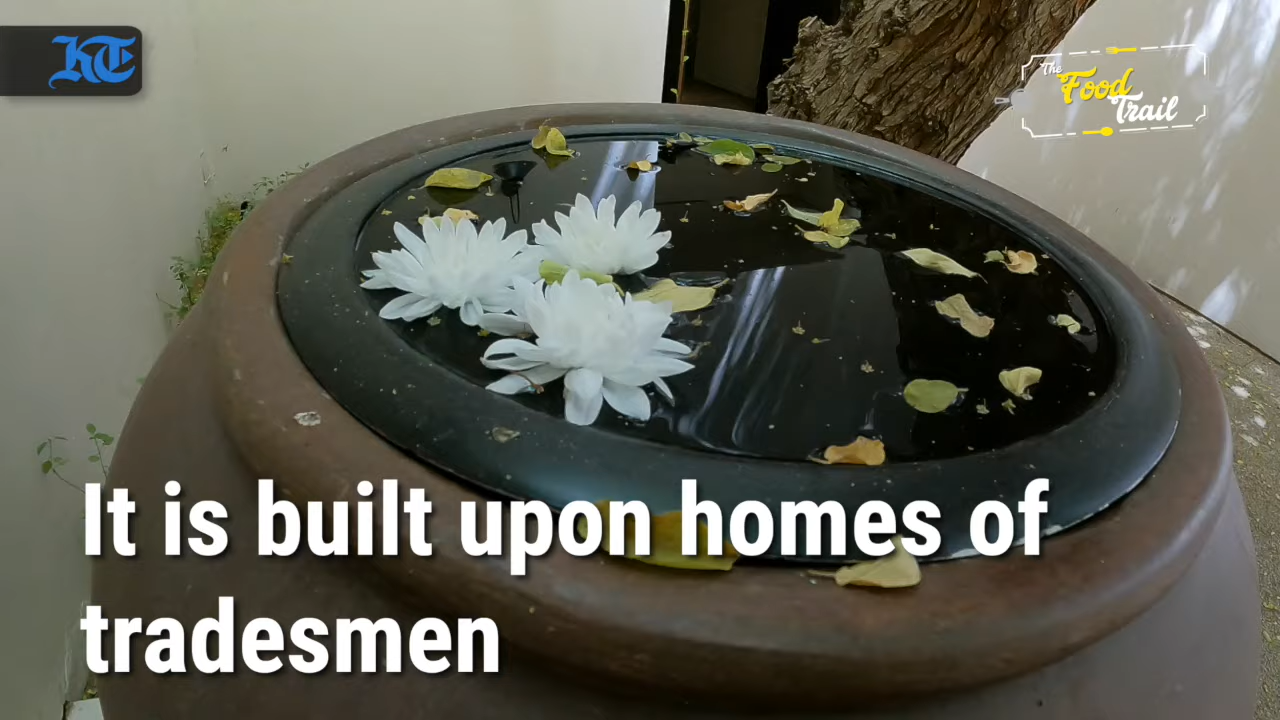 KT
The
Food
Trail
It is built upon homes of
tradesmen